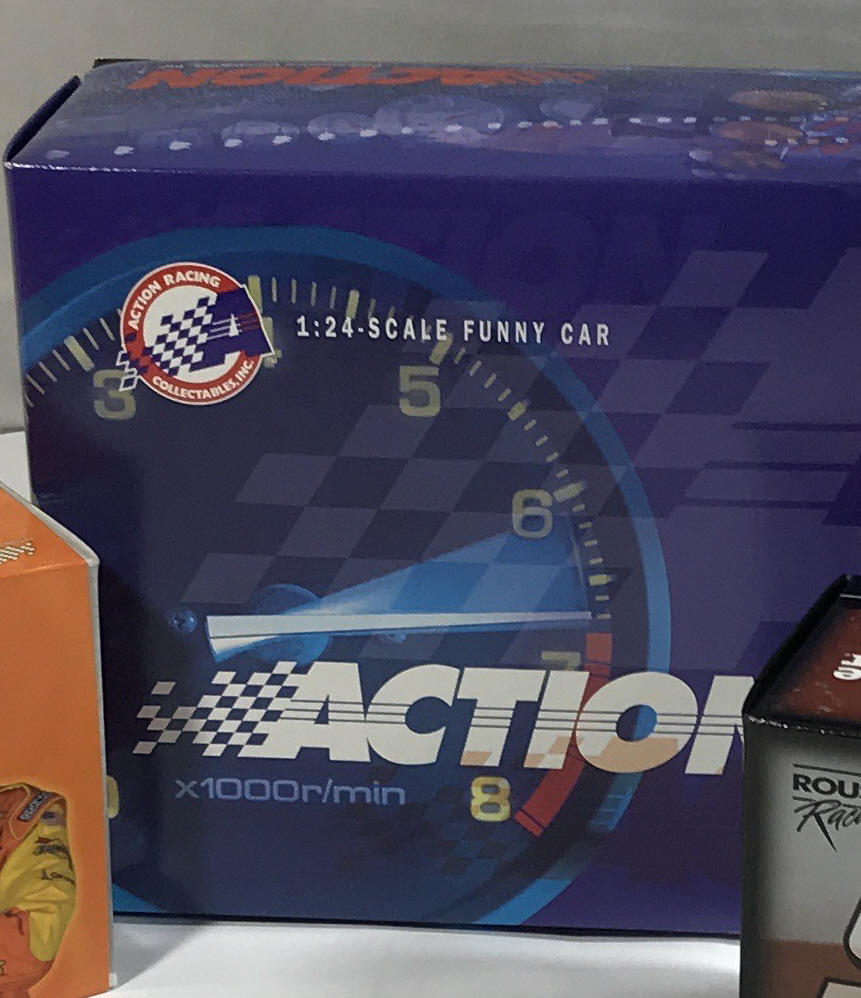 ACTION
ACTION RACING
COLLECTABLES, INC.
1:24-SCALE FUNNY CAR
3
5
6
7
ACTION
x1000r/min
8
ROUS
Rac